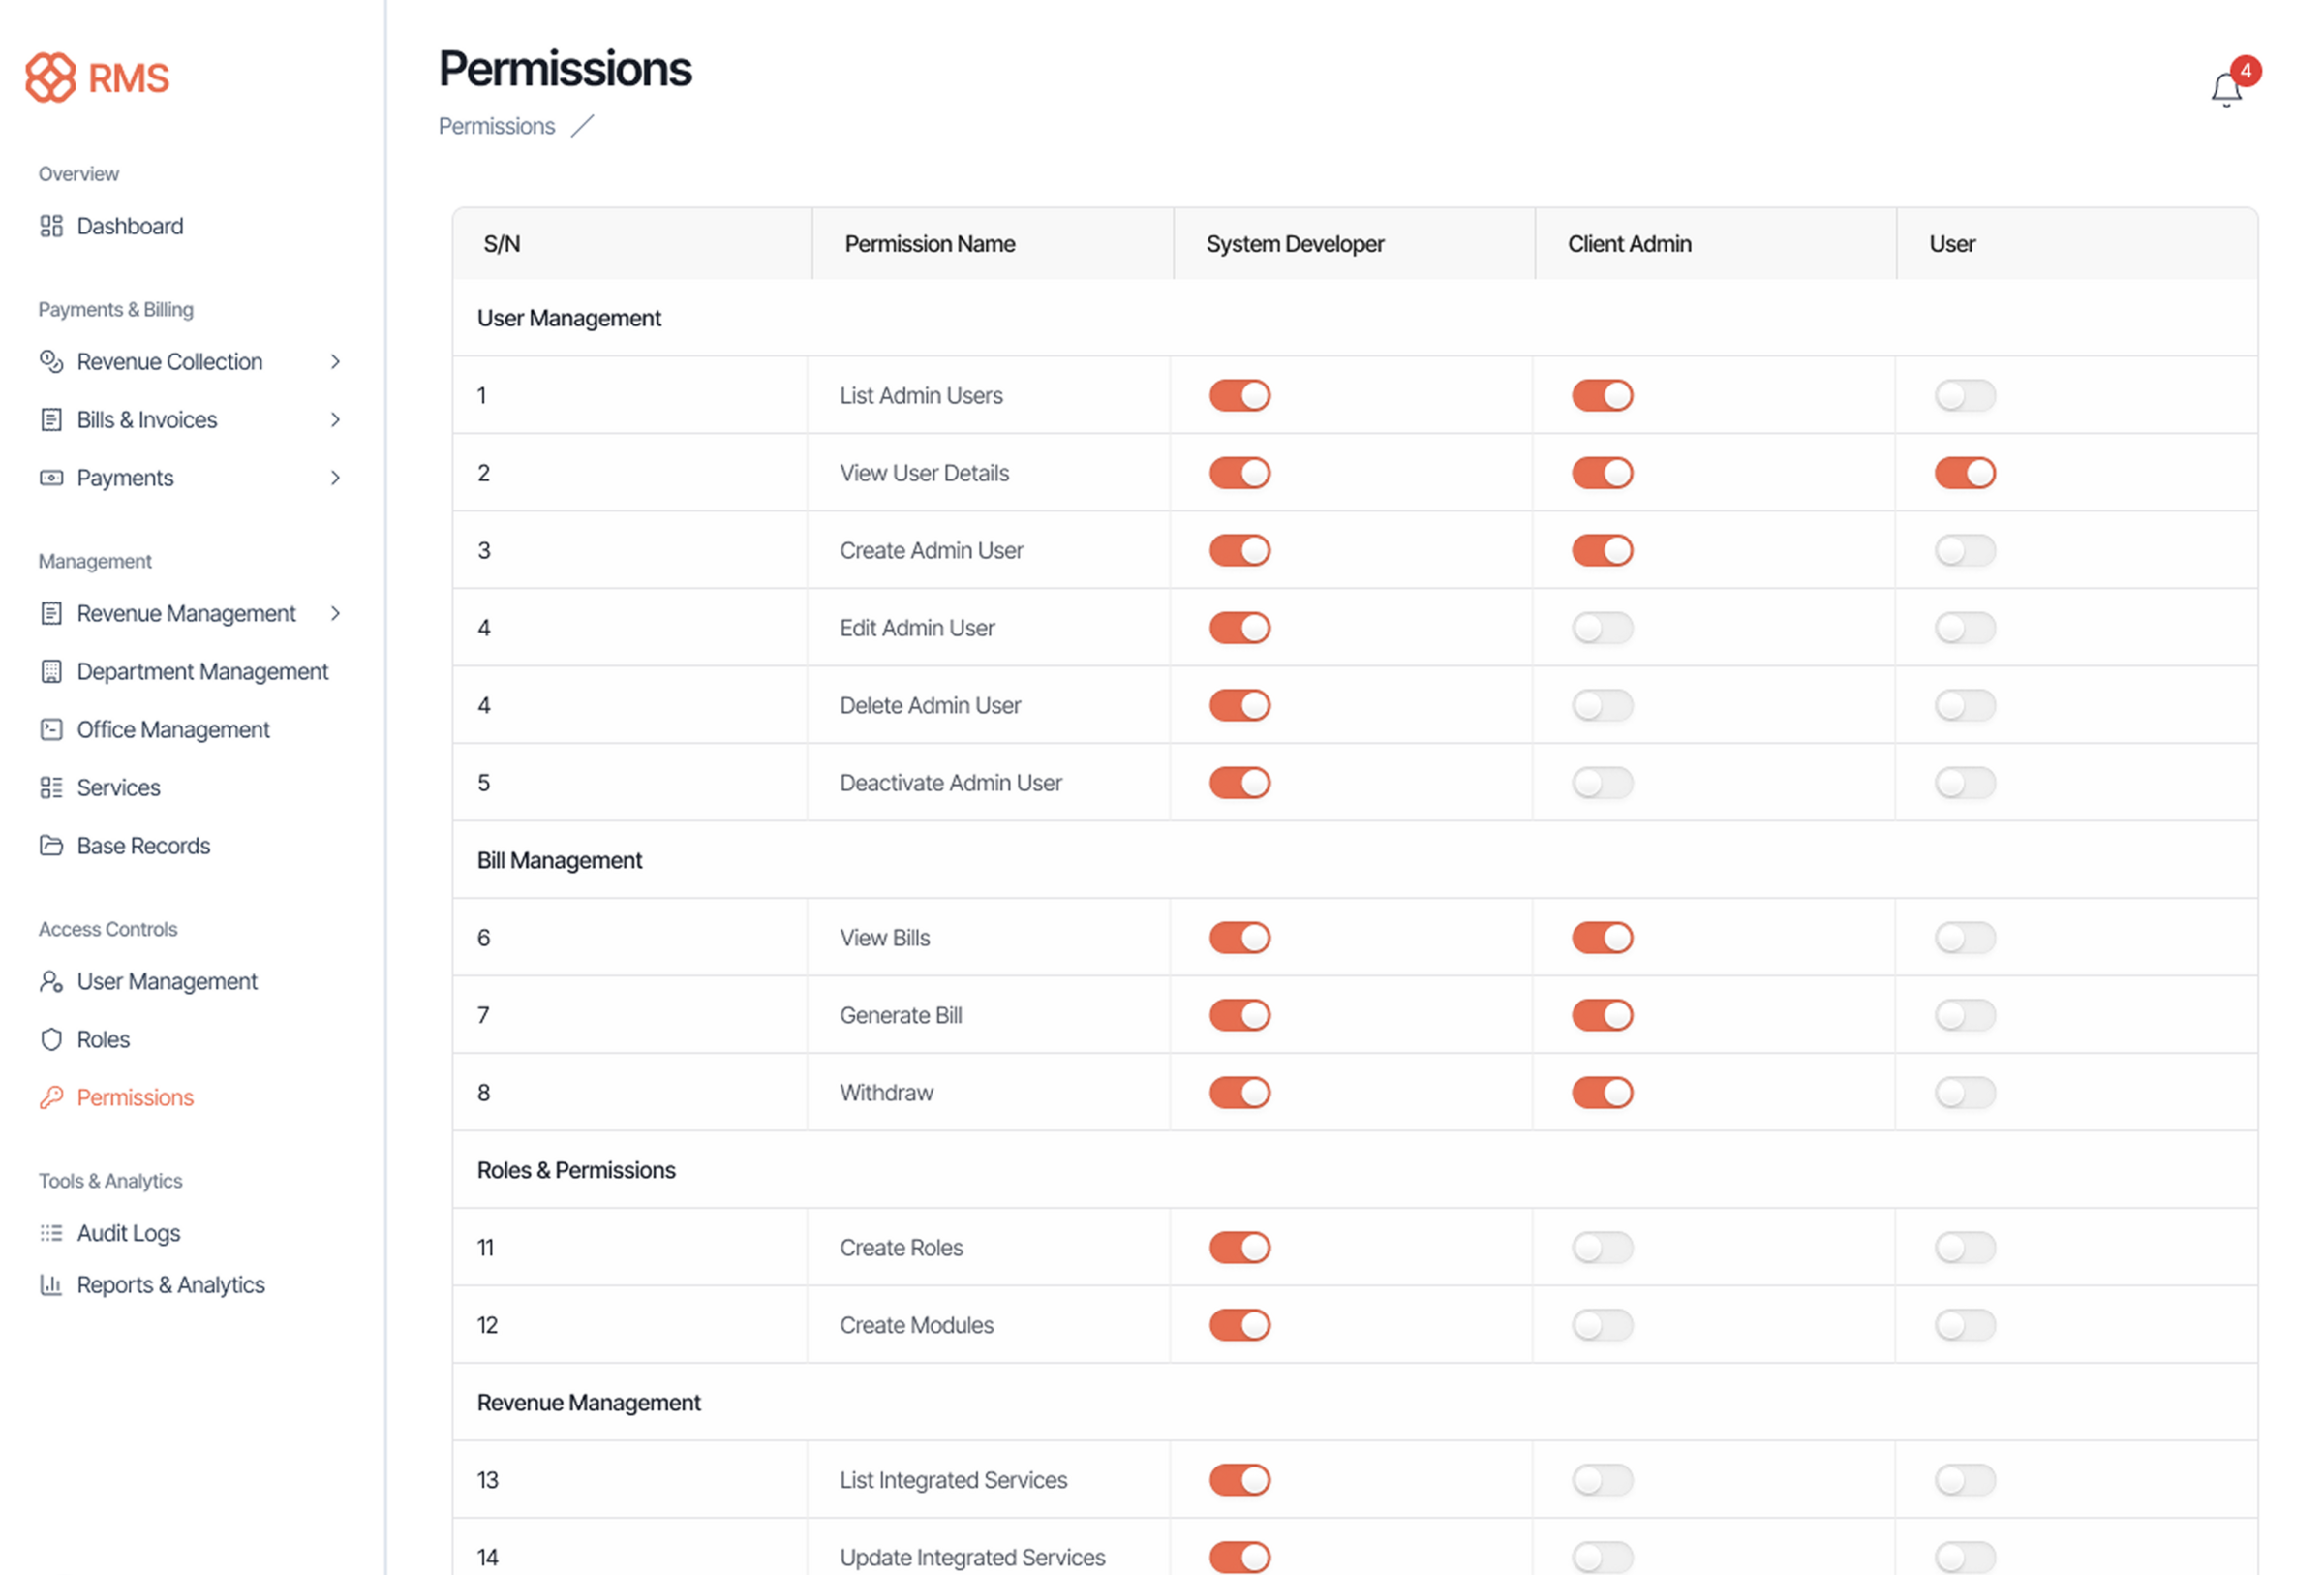 RMS
Overview
Dashboard
Payments & Billing
Revenue Collection
Bills & Invoices
Payments
Management
Revenue Management
Department Management
Office Management
Services
Base Records
Access Controls
User Management
Roles
Permissions
Tools & Analytics
Audit Logs
Reports & Analytics
Permissions
4
Permissions /
S/N Permission Name System Developer Client Admin User
User Management
1 List Admin Users
2 View User Details
3 Create Admin User
4 Edit Admin User
4 Delete Admin User
5 Deactivate Admin User
Bill Management
6 View Bills
7 Generate Bill
8 Withdraw
Roles & Permissions
11 Create Roles
12 Create Modules
Revenue Management
13 List Integrated Services
14 Update Integrated Services